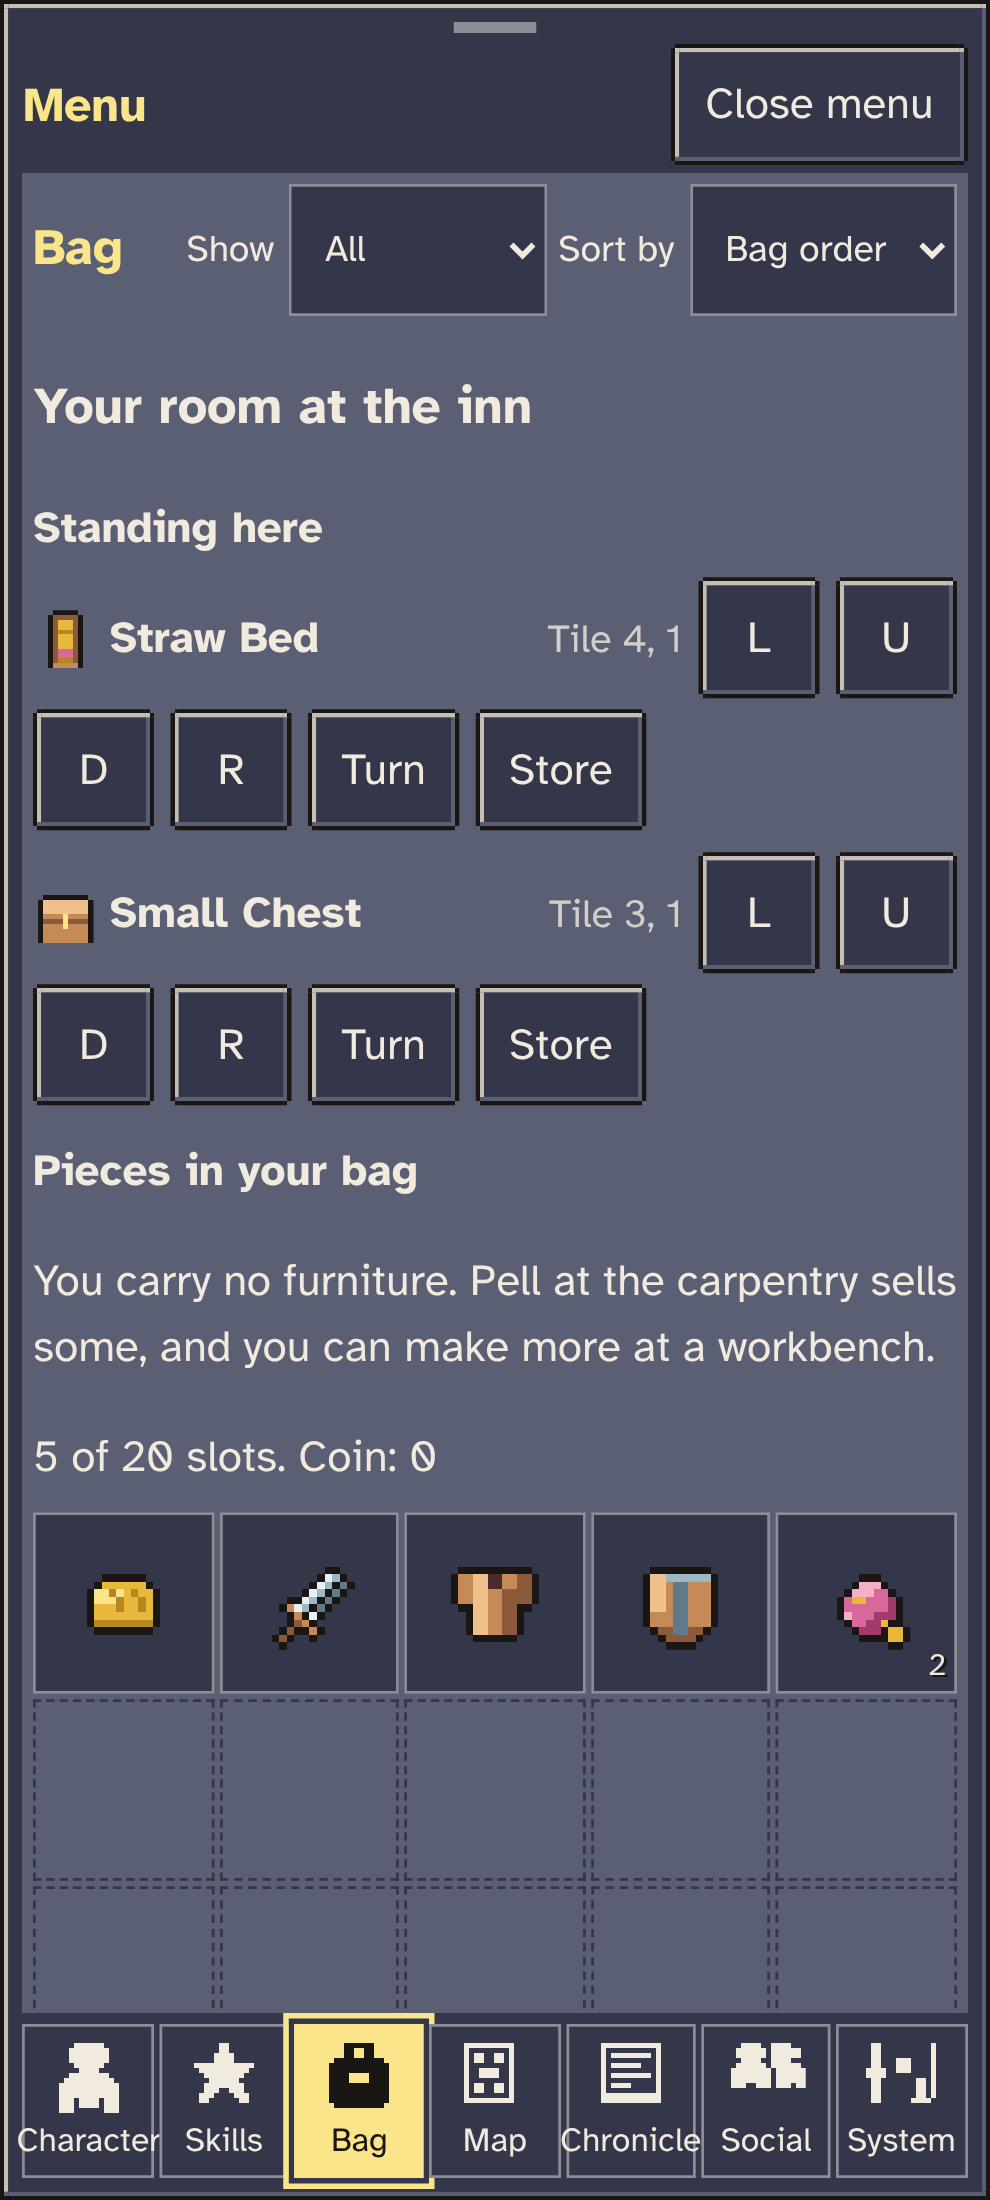 Menu
Close menu
Bag Show All Sort by Bag order
Your room at the inn
Standing here
Straw Bed Tile 4, 1 L U
D R Turn Store
Small Chest Tile 3, 1 L U
D R Turn Store
Pieces in your bag
You carry no furniture. Pell at the carpentry sells
some, and you can make more at a workbench.
5 of 20 slots. Coin: 0
2
Character Skills Bag Map Chronicle Social System